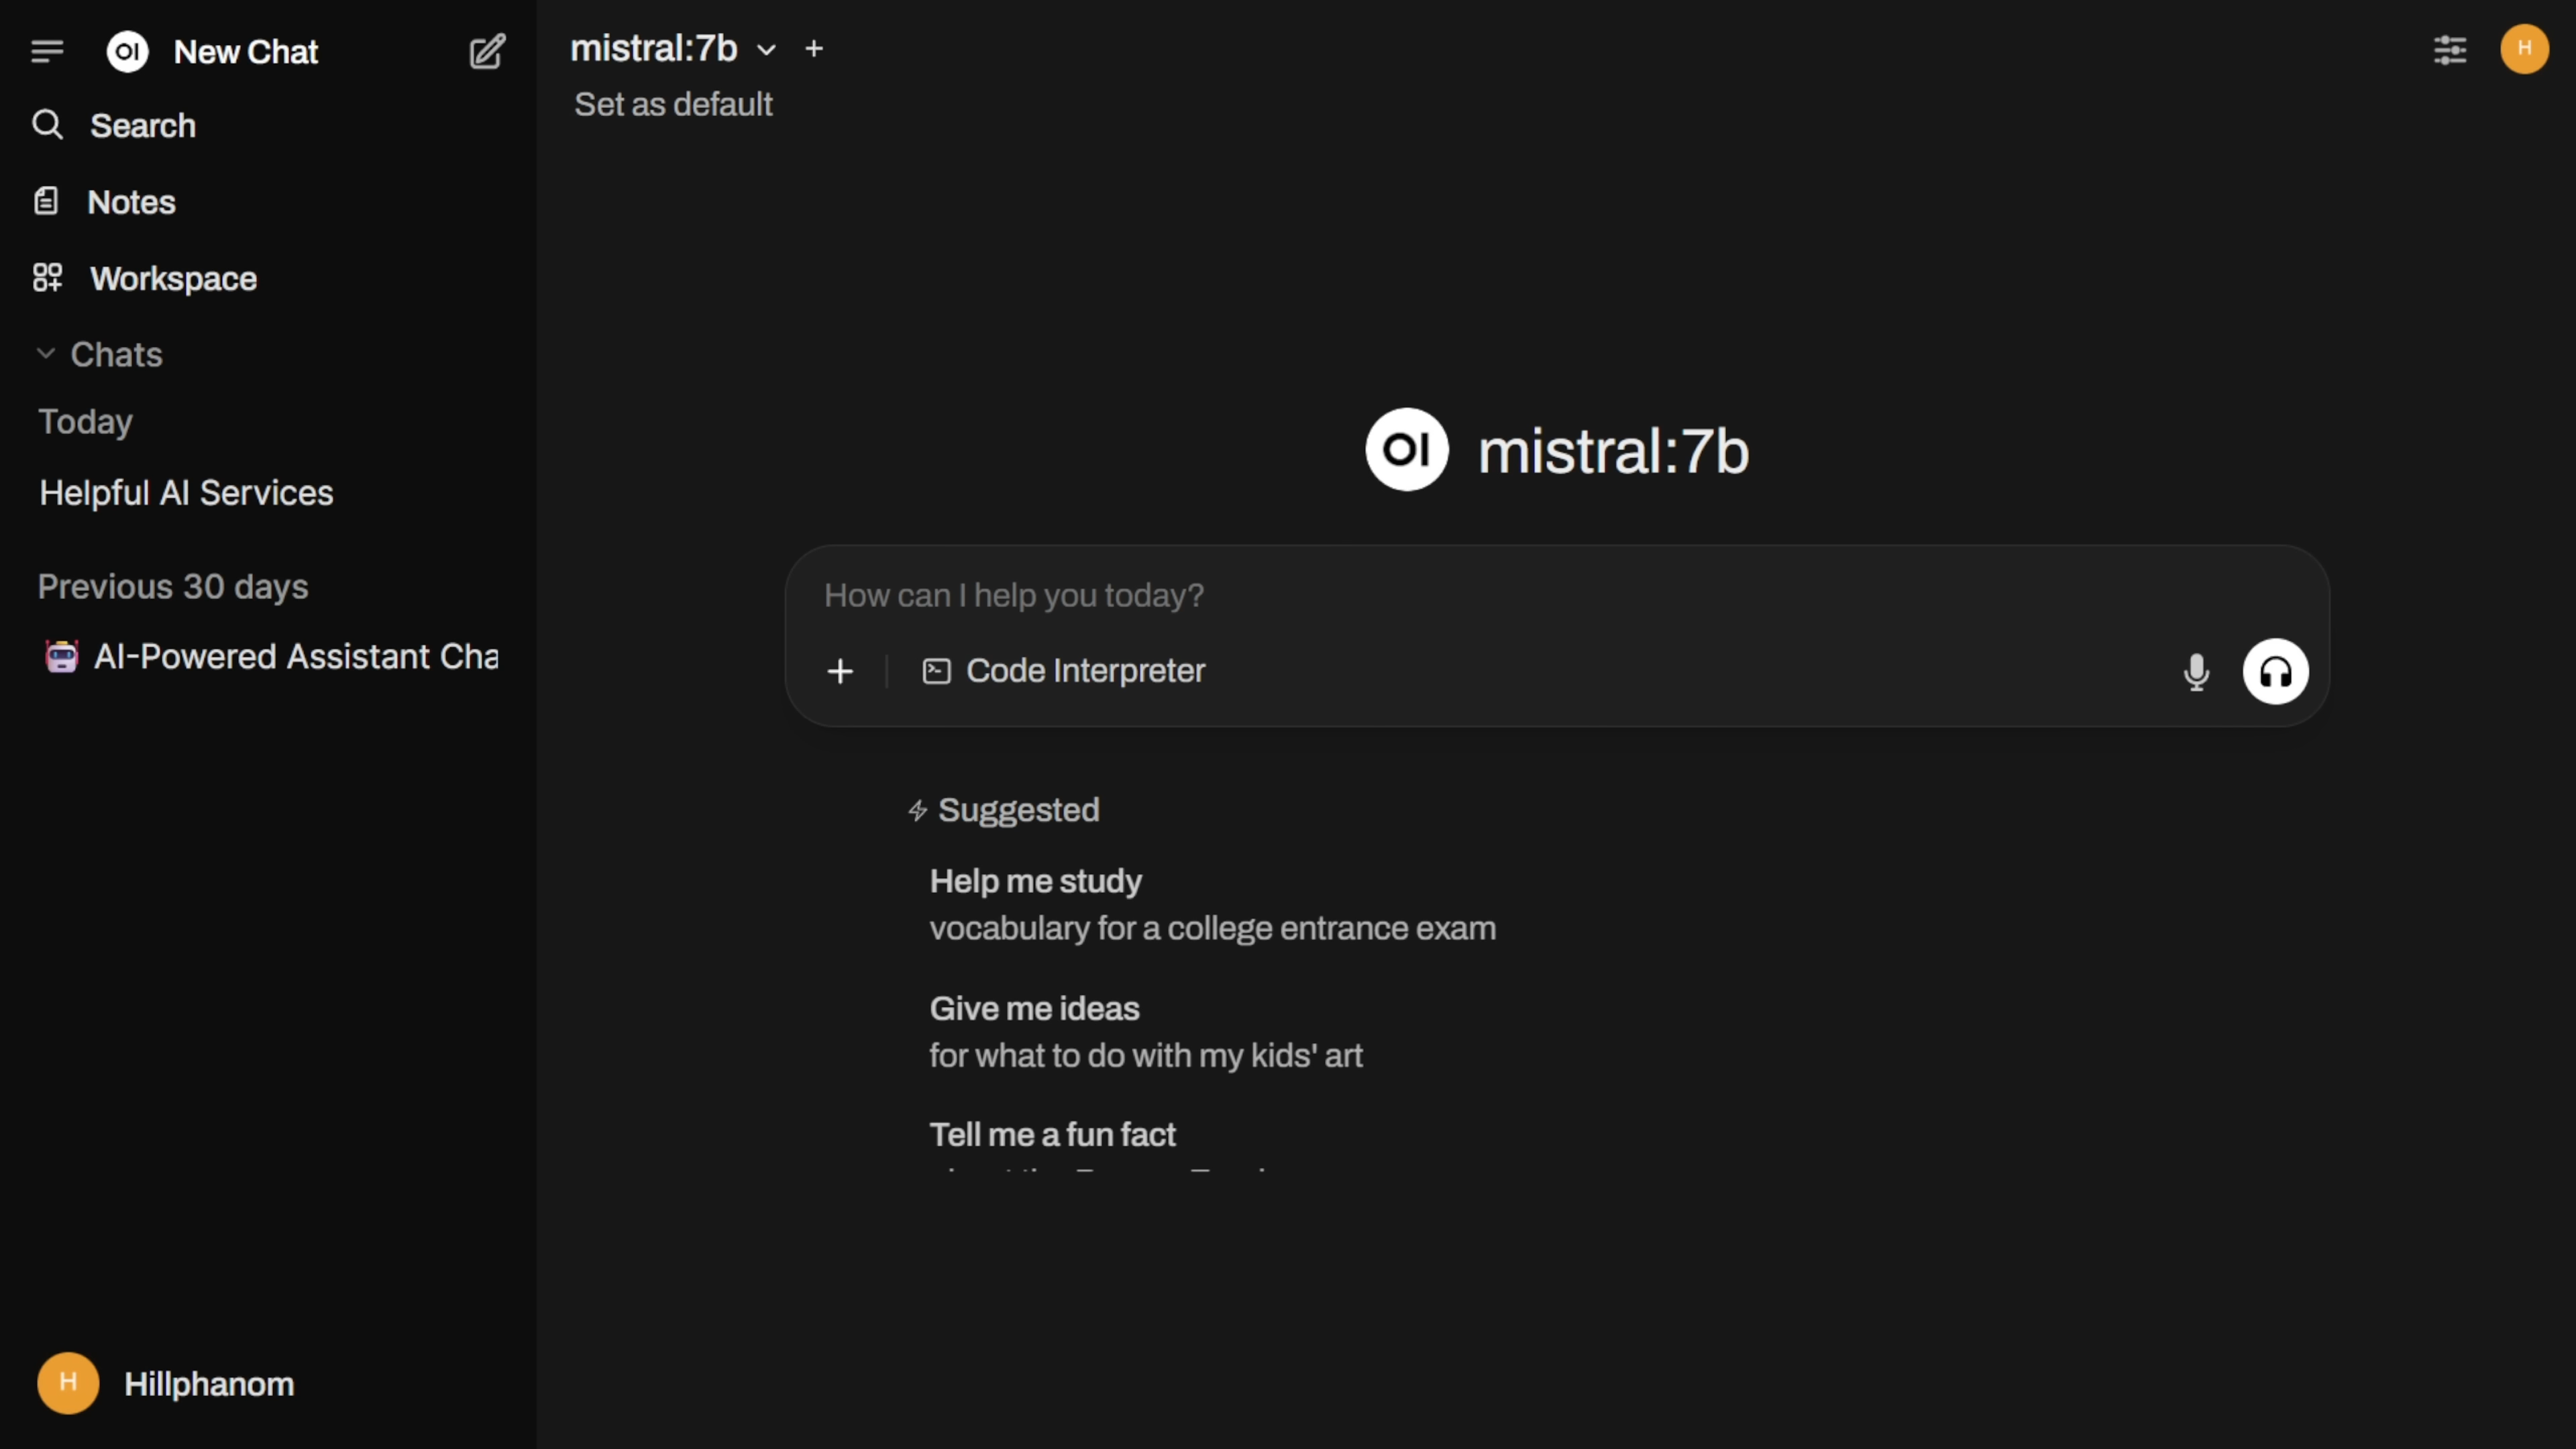 OI New Chat
Search
Notes
Workspace
Chats
Today
Helpful AI Services
Previous 30 days
AI-Powered Assistant Cha
H Hillphanom
mistral:7b
Set as default
H
OI mistral:7b
How can I help you today?
Code Interpreter
Suggested
Help me study
vocabulary for a college entrance exam
Give me ideas
for what to do with my kids' art
Tell me a fun fact